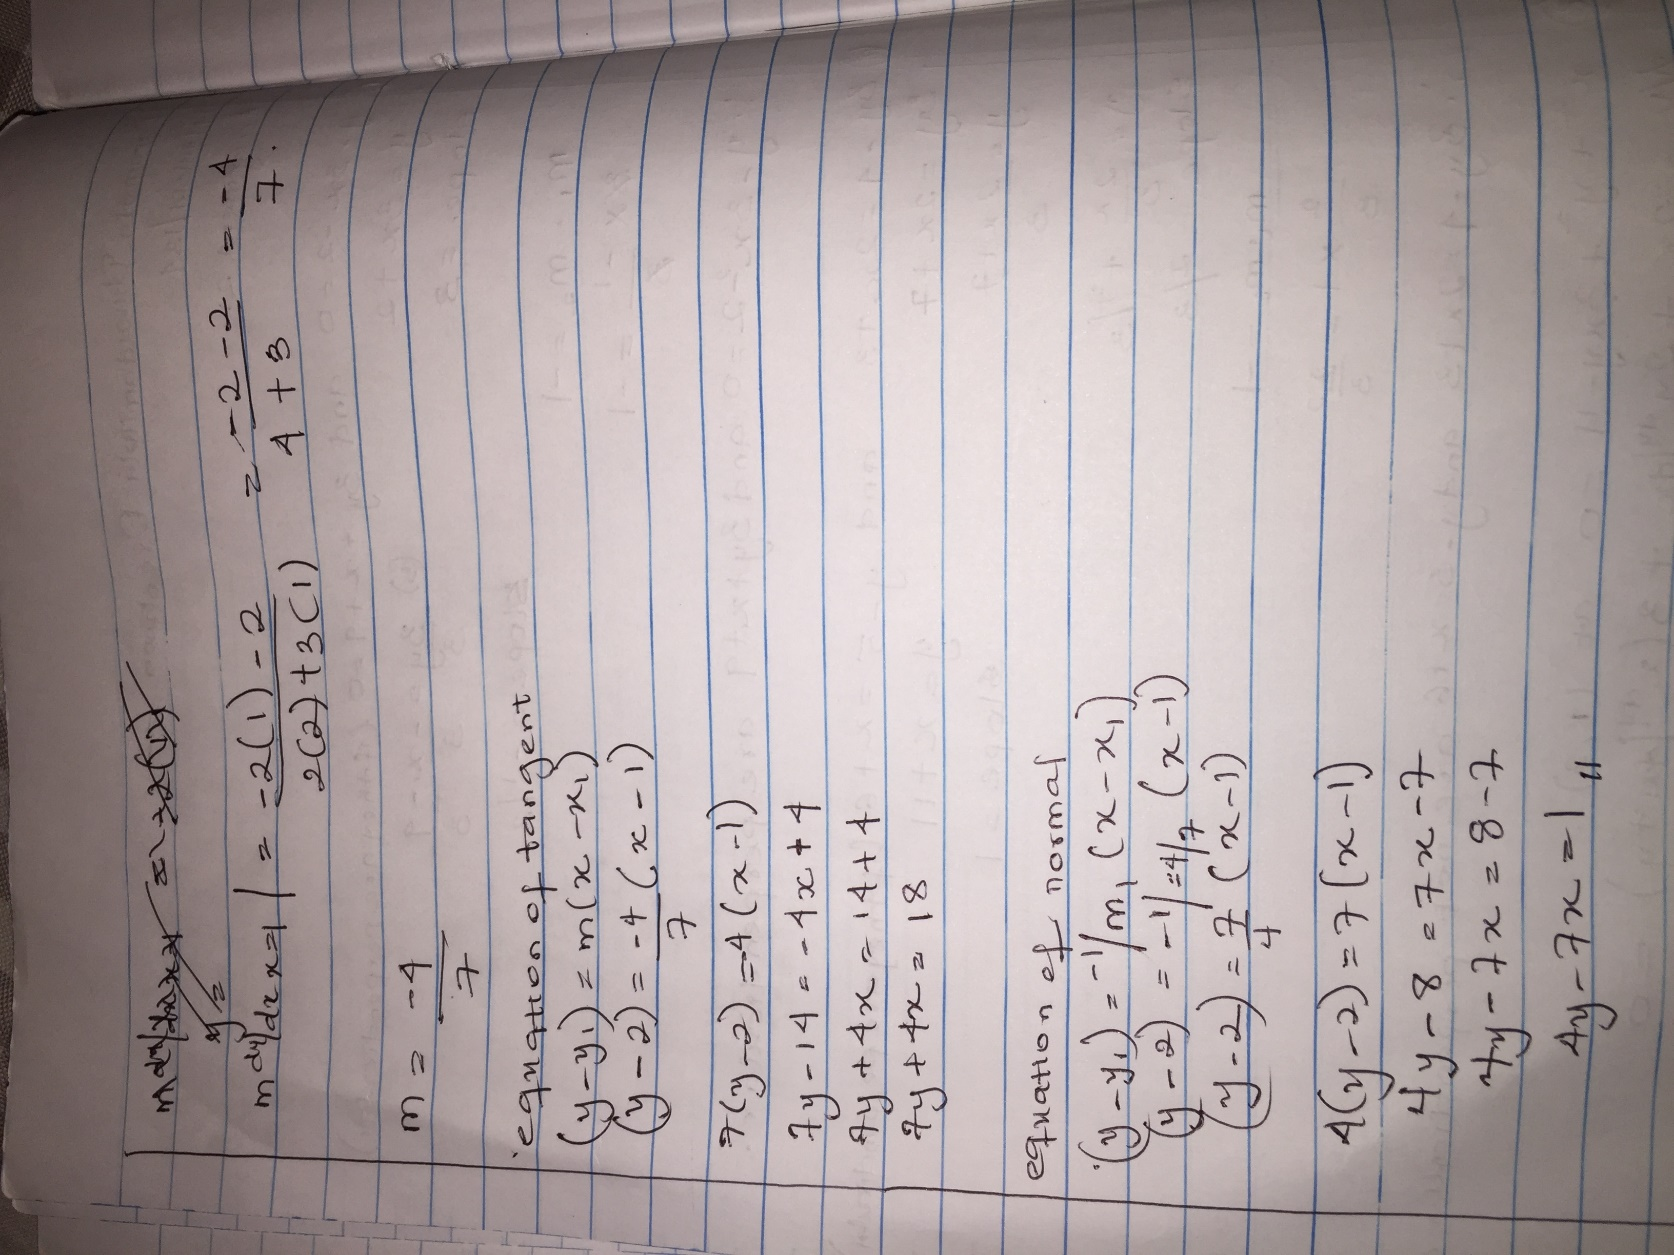 m dy/dx | x=1 = -2(1) - 2 / 2(2) + 3(1) = -2 - 2 / 4 + 3 = -4/7.
m = -4/7
equation of tangent
(y - y₁) = m(x - x₁)
(y - 2) = -4/7 (x - 1)
7(y - 2) = -4(x - 1)
7y - 14 = -4x + 4
7y + 4x = 14 + 4
7y + 4x = 18
equation of normal
(y - y₁) = -1/m₁ (x - x₁)
(y - 2) = -1/-4/7 (x - 1)
(y - 2) = 7/4 (x - 1)
4(y - 2) = 7(x - 1)
4y - 8 = 7x - 7
4y - 7x = 8 - 7
4y - 7x = 1 //